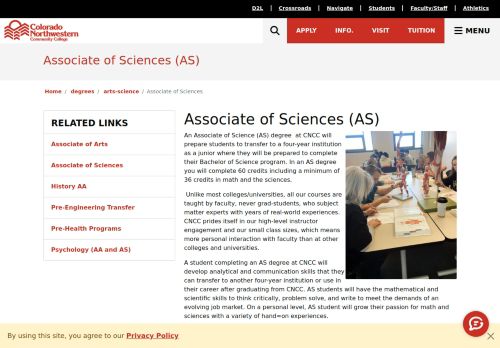 D2L | Crossroads | Navigate | Students | Faculty/Staff | Athletics
Colorado
Northwestern
Community College
APPLY INFO. VISIT TUITION MENU
Associate of Sciences (AS)
Home / degrees / arts-science / Associate of Sciences
RELATED LINKS
Associate of Arts
Associate of Sciences
History AA
Pre-Engineering Transfer
Pre-Health Programs
Psychology (AA and AS)
Associate of Sciences (AS)
An Associate of Science (AS) degree at CNCC will
prepare students to transfer to a four-year institution
as a junior where they will be prepared to complete
their Bachelor of Science program. In an AS degree
you will complete 60 credits including a minimum of
36 credits in math and the sciences.
Unlike most colleges/universities, all our courses are
taught by faculty, never grad-students, who subject
matter experts with years of real-world experiences.
CNCC prides itself in our high-level instructor
engagement and our small class sizes, which means
more personal interaction with faculty than at other
colleges and universities.
A student completing an AS degree at CNCC will
develop analytical and communication skills that they
can transfer to another four-year institution or use in
their career after graduating from CNCC. AS students will have the mathematical and
scientific skills to think critically, problem solve, and write to meet the demands of an
evolving job market. On a personal level, AS student will grow their passion for math and
sciences with a variety of hand=on experiences.
By using this site, you agree to our Privacy Policy